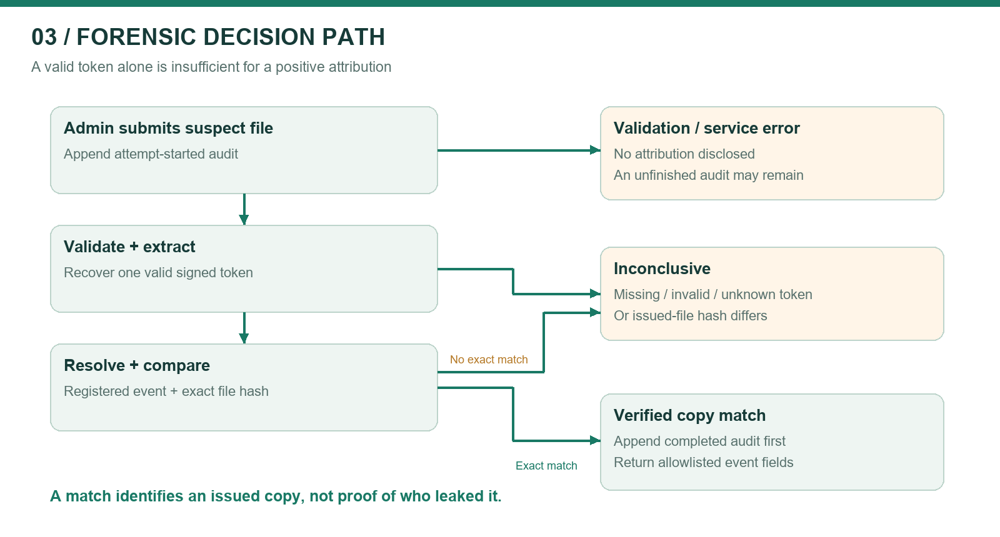 03 / FORENSIC DECISION PATH
A valid token alone is insufficient for a positive attribution
Admin submits suspect file
Append attempt-started audit
Validation / service error
No attribution disclosed
An unfinished audit may remain
Validate + extract
Recover one valid signed token
Inconclusive
Missing / invalid / unknown token
Or issued-file hash differs
Resolve + compare
Registered event + exact file hash
No exact match
Exact match
Verified copy match
Append completed audit first
Return allowlisted event fields
A match identifies an issued copy, not proof of who leaked it.